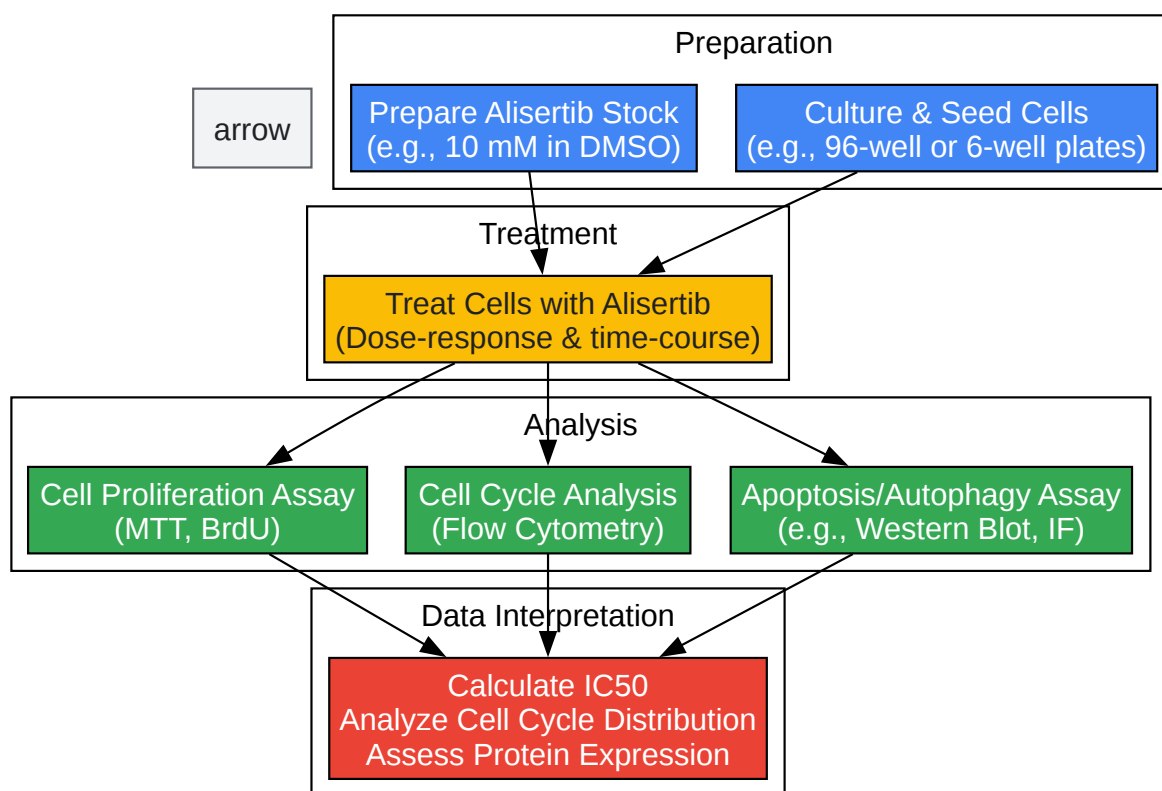 Preparation
arrow
Prepare Alisertib Stock
(e.g., 10 mM in DMSO)
Culture & Seed Cells
(e.g., 96-well or 6-well plates)
Treatment
Treat Cells with Alisertib
(Dose-response & time-course)
Analysis
Cell Proliferation Assay
(MTT, BrdU)
Cell Cycle Analysis
(Flow Cytometry)
Apoptosis/Autophagy Assay
(e.g., Western Blot, IF)
Data Interpretation
Calculate IC50
Analyze Cell Cycle Distribution
Assess Protein Expression